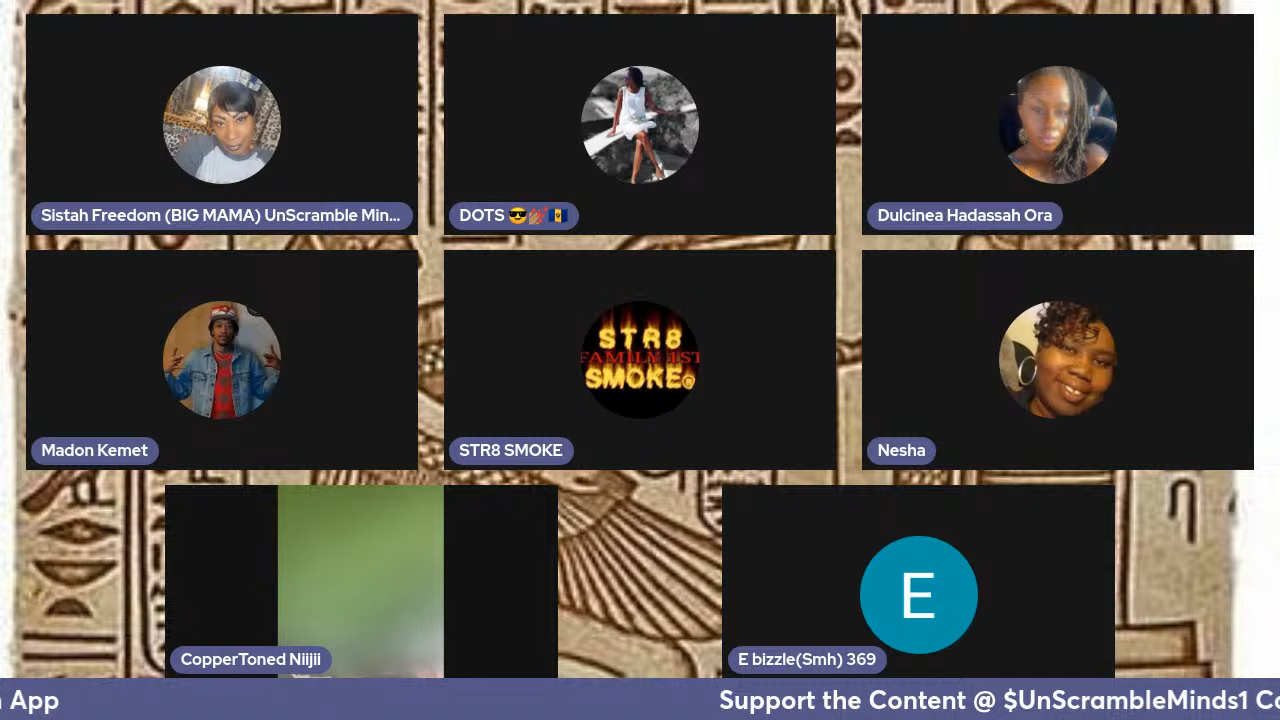 Sistah Freedom (BIG MAMA) UnScramble Min...
DOTS 😎💅🏾🇧🇧
Dulcinea Hadassah Ora
STR8
FAMILY 1ST
SMOKE®
Madon Kemet
STR8 SMOKE
Nesha
E
CopperToned Niijii
E bizzle(Smh) 369
App
Support the Content @ $UnScrambleMinds1 C